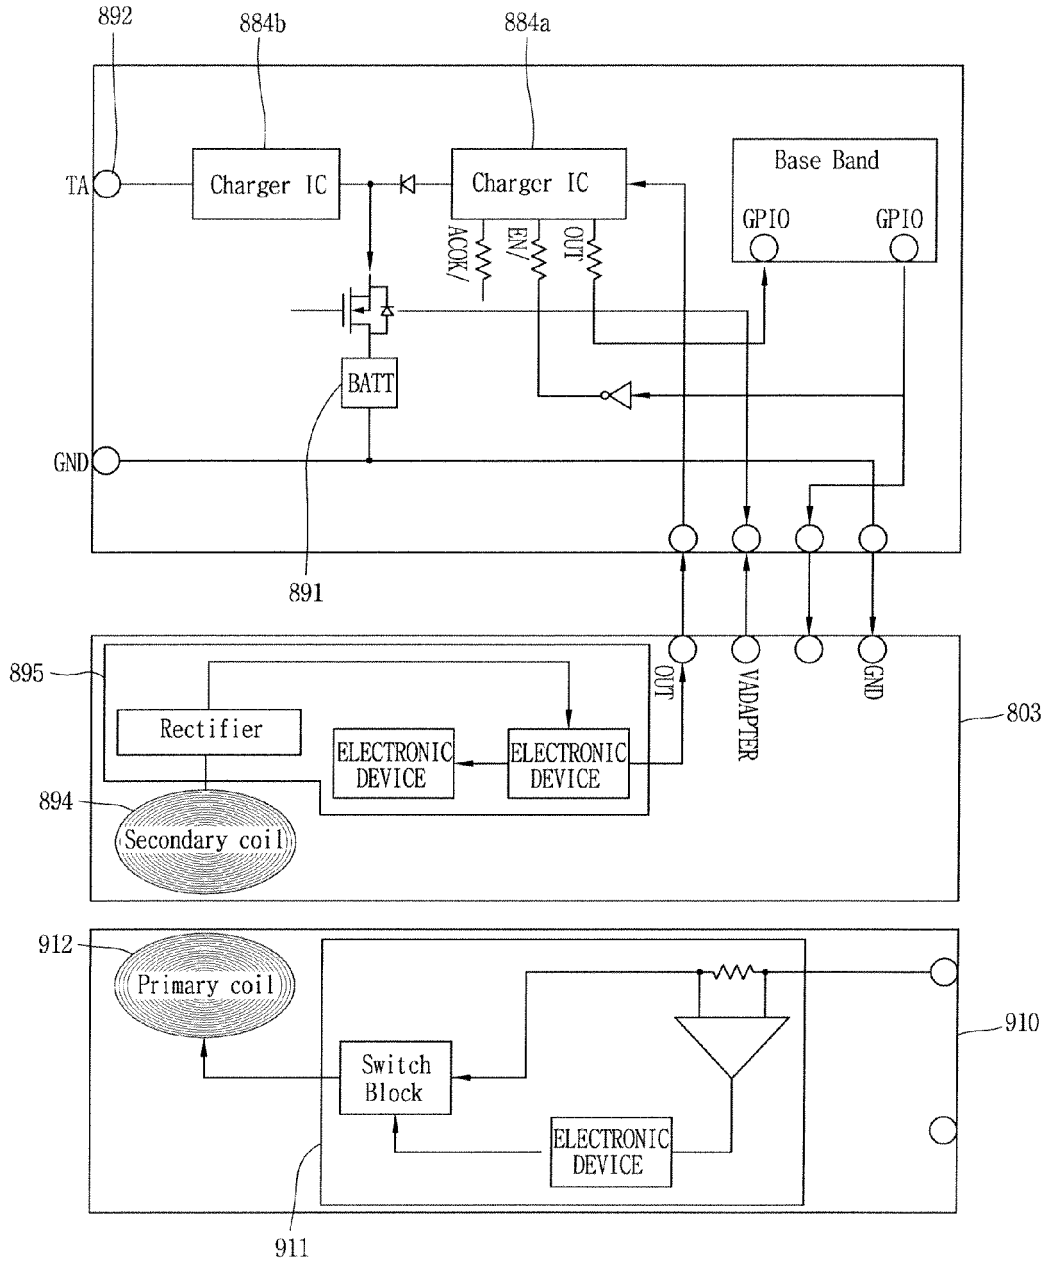 892
884b
884a
TA
Charger IC
Charger IC
Base Band
GPIO
GPIO
ACOK/
EN/
OUT
BATT
GND
891
895
OUT
VADAPTER
GND
803
Rectifier
ELECTRONIC
DEVICE
ELECTRONIC
DEVICE
894
Secondary coil
912
Primary coil
910
Switch
Block
ELECTRONIC
DEVICE
911